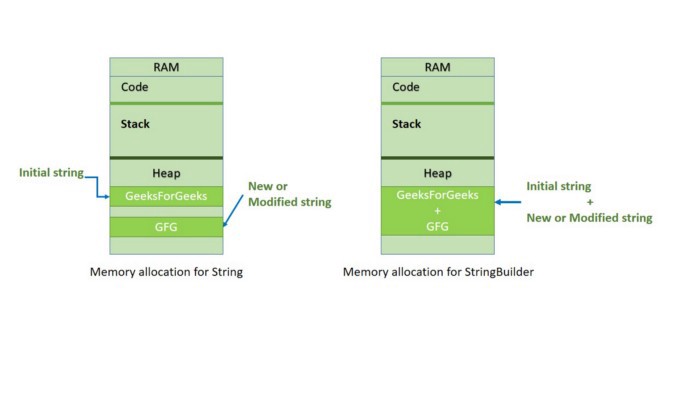 RAM
Code
Stack
Heap
Initial string
GeeksForGeeks
New or
Modified string
GFG
Memory allocation for String
RAM
Code
Stack
Heap
GeeksForGeeks
+
GFG
Initial string
+
New or Modified string
Memory allocation for StringBuilder